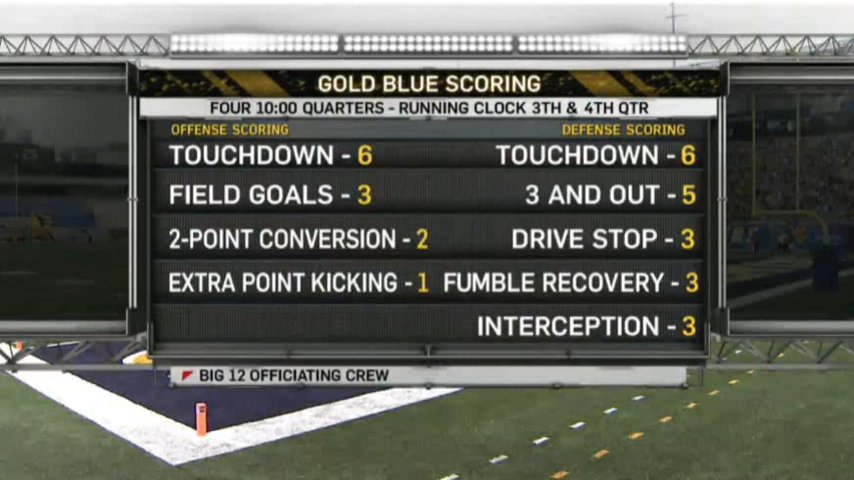 GOLD BLUE SCORING
FOUR 10:00 QUARTERS - RUNNING CLOCK 3TH & 4TH QTR
OFFENSE SCORING
TOUCHDOWN - 6
FIELD GOALS - 3
2-POINT CONVERSION - 2
EXTRA POINT KICKING - 1
DEFENSE SCORING
TOUCHDOWN - 6
3 AND OUT - 5
DRIVE STOP - 3
FUMBLE RECOVERY - 3
INTERCEPTION - 3
BIG 12 OFFICIATING CREW